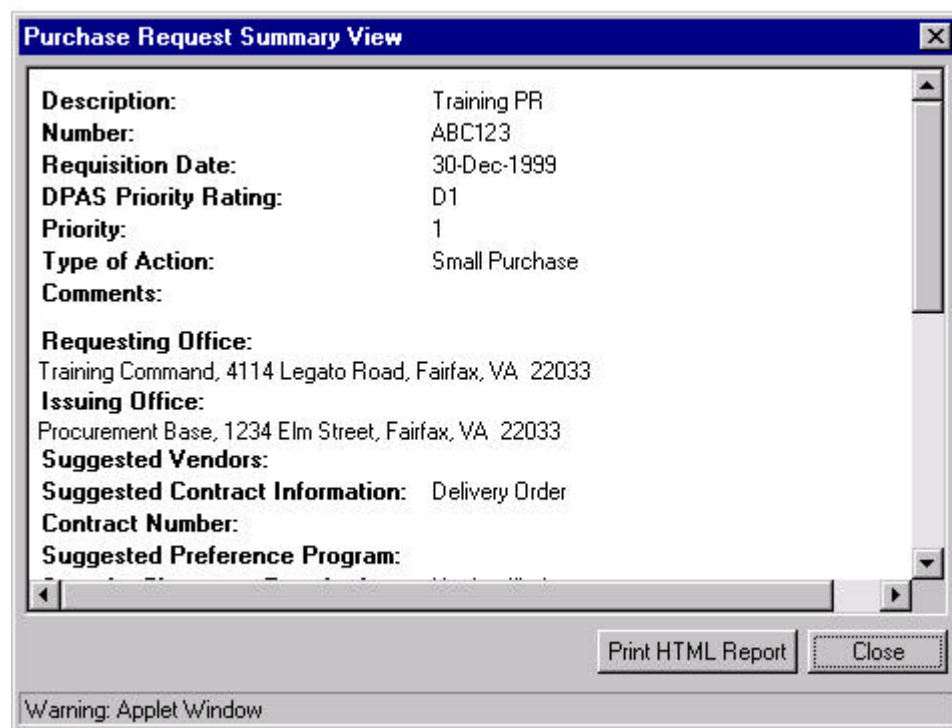 Purchase Request Summary View
Description: Training PR
Number: ABC123
Requisition Date: 30-Dec-1999
DPAS Priority Rating: D1
Priority: 1
Type of Action: Small Purchase
Comments:
Requesting Office:
Training Command, 4114 Legato Road, Fairfax, VA 22033
Issuing Office:
Procurement Base, 1234 Elm Street, Fairfax, VA 22033
Suggested Vendors:
Suggested Contract Information: Delivery Order
Contract Number:
Suggested Preference Program:
Print HTML Report Close
Warning: Applet Window